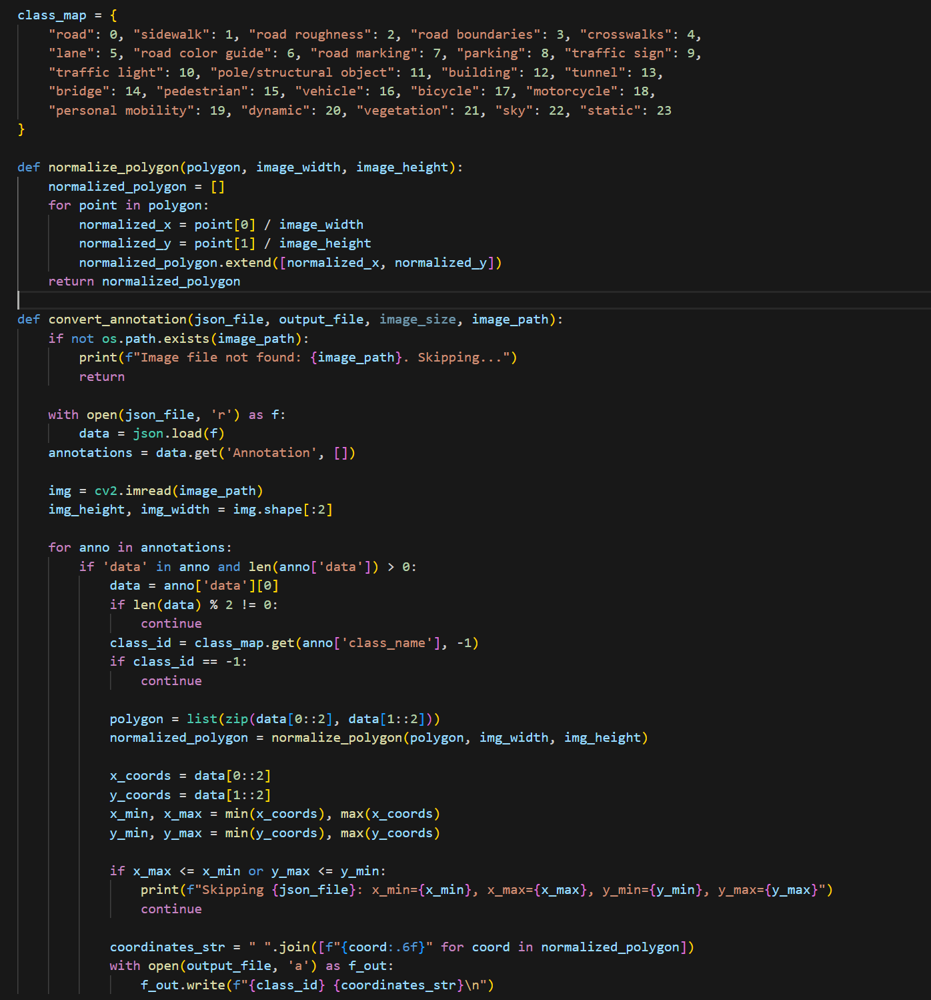 class_map = {
    "road": 0, "sidewalk": 1, "road roughness": 2, "road boundaries": 3, "crosswalks": 4,
    "lane": 5, "road color guide": 6, "road marking": 7, "parking": 8, "traffic sign": 9,
    "traffic light": 10, "pole/structural object": 11, "building": 12, "tunnel": 13,
    "bridge": 14, "pedestrian": 15, "vehicle": 16, "bicycle": 17, "motorcycle": 18,
    "personal mobility": 19, "dynamic": 20, "vegetation": 21, "sky": 22, "static": 23
}

def normalize_polygon(polygon, image_width, image_height):
    normalized_polygon = []
    for point in polygon:
        normalized_x = point[0] / image_width
        normalized_y = point[1] / image_height
        normalized_polygon.extend([normalized_x, normalized_y])
    return normalized_polygon

def convert_annotation(json_file, output_file, image_size, image_path):
    if not os.path.exists(image_path):
        print(f"Image file not found: {image_path}. Skipping...")
        return

    with open(json_file, 'r') as f:
        data = json.load(f)
    annotations = data.get('Annotation', [])

    img = cv2.imread(image_path)
    img_height, img_width = img.shape[:2]

    for anno in annotations:
        if 'data' in anno and len(anno['data']) > 0:
            data = anno['data'][0]
            if len(data) % 2 != 0:
                continue
            class_id = class_map.get(anno['class_name'], -1)
            if class_id == -1:
                continue

            polygon = list(zip(data[0::2], data[1::2]))
            normalized_polygon = normalize_polygon(polygon, img_width, img_height)

            x_coords = data[0::2]
            y_coords = data[1::2]
            x_min, x_max = min(x_coords), max(x_coords)
            y_min, y_max = min(y_coords), max(y_coords)

            if x_max <= x_min or y_max <= y_min:
                print(f"Skipping {json_file}: x_min={x_min}, x_max={x_max}, y_min={y_min}, y_max={y_max}")
                continue

            coordinates_str = " ".join([f"{coord:.6f}" for coord in normalized_polygon])
            with open(output_file, 'a') as f_out:
                f_out.write(f"{class_id} {coordinates_str}\n")